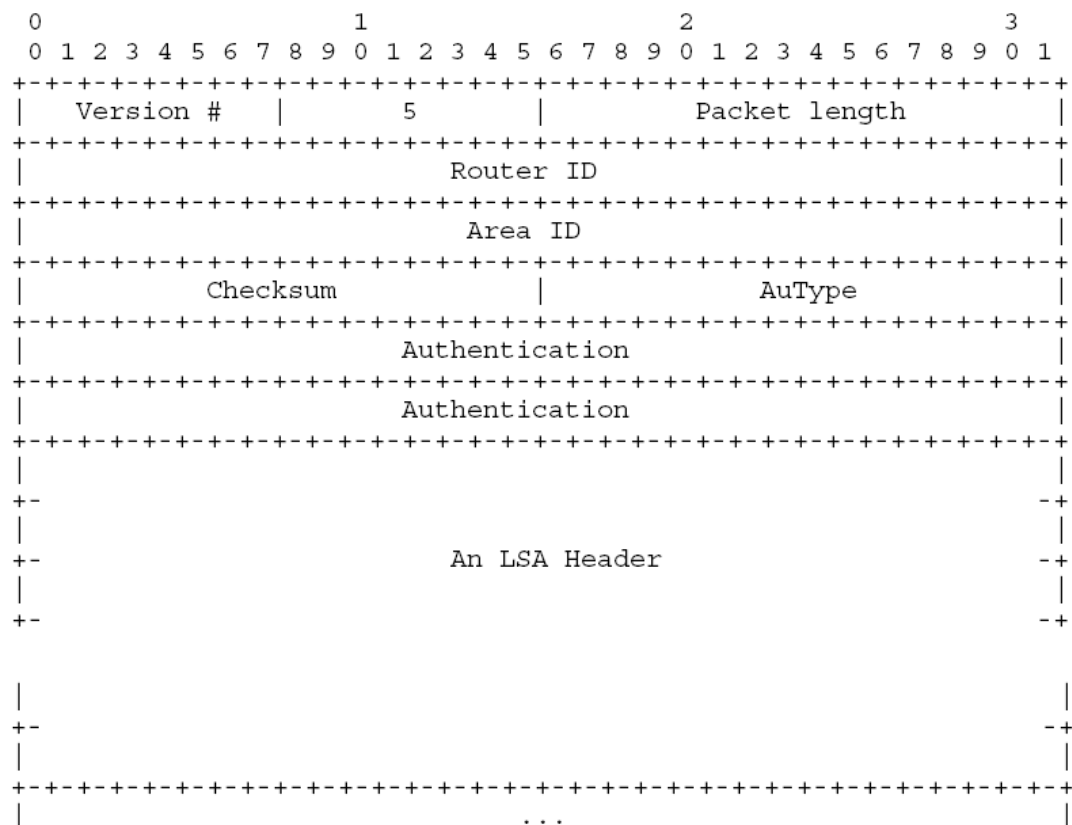 0                   1                   2                   3
 0 1 2 3 4 5 6 7 8 9 0 1 2 3 4 5 6 7 8 9 0 1 2 3 4 5 6 7 8 9 0 1
+-+-+-+-+-+-+-+-+-+-+-+-+-+-+-+-+-+-+-+-+-+-+-+-+-+-+-+-+-+-+-+-+
|   Version #   |       5       |         Packet length         |
+-+-+-+-+-+-+-+-+-+-+-+-+-+-+-+-+-+-+-+-+-+-+-+-+-+-+-+-+-+-+-+-+
|                          Router ID                            |
+-+-+-+-+-+-+-+-+-+-+-+-+-+-+-+-+-+-+-+-+-+-+-+-+-+-+-+-+-+-+-+-+
|                           Area ID                             |
+-+-+-+-+-+-+-+-+-+-+-+-+-+-+-+-+-+-+-+-+-+-+-+-+-+-+-+-+-+-+-+-+
|           Checksum            |             AuType            |
+-+-+-+-+-+-+-+-+-+-+-+-+-+-+-+-+-+-+-+-+-+-+-+-+-+-+-+-+-+-+-+-+
|                       Authentication                          |
+-+-+-+-+-+-+-+-+-+-+-+-+-+-+-+-+-+-+-+-+-+-+-+-+-+-+-+-+-+-+-+-+
|                       Authentication                          |
+-+-+-+-+-+-+-+-+-+-+-+-+-+-+-+-+-+-+-+-+-+-+-+-+-+-+-+-+-+-+-+-+
|                                                               |
+-                                                             -+
|                                                               |
+-                         An LSA Header                       -+
|                                                               |
+-                                                             -+

|                                                               |
+-                                                             -+
|                                                               |
+-+-+-+-+-+-+-+-+-+-+-+-+-+-+-+-+-+-+-+-+-+-+-+-+-+-+-+-+-+-+-+-+
|                              ...                              |